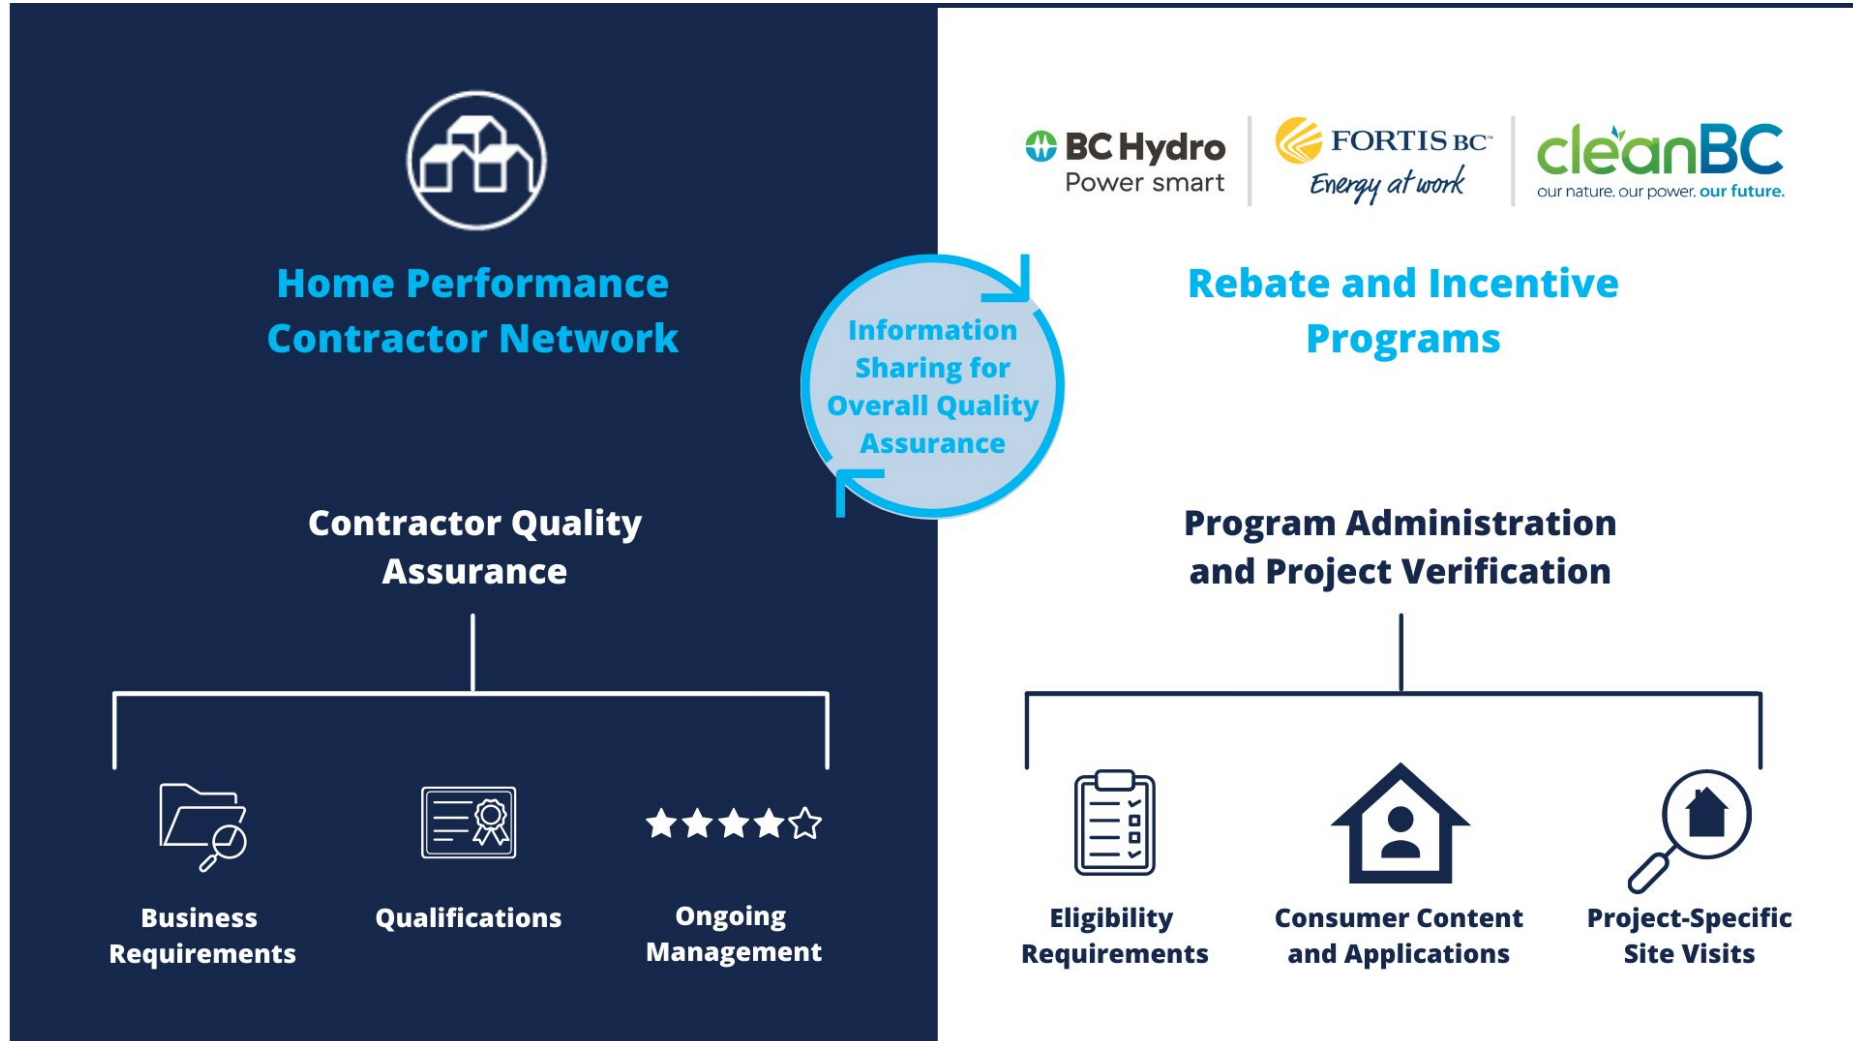 Home Performance
Contractor Network
Contractor Quality
Assurance
Business
Requirements
Qualifications
Ongoing
Management
Information
Sharing for
Overall Quality
Assurance
BC Hydro
Power smart
FORTIS BC™
Energy at work
cleanBC
our nature. our power. our future.
Rebate and Incentive
Programs
Program Administration
and Project Verification
Eligibility
Requirements
Consumer Content
and Applications
Project-Specific
Site Visits